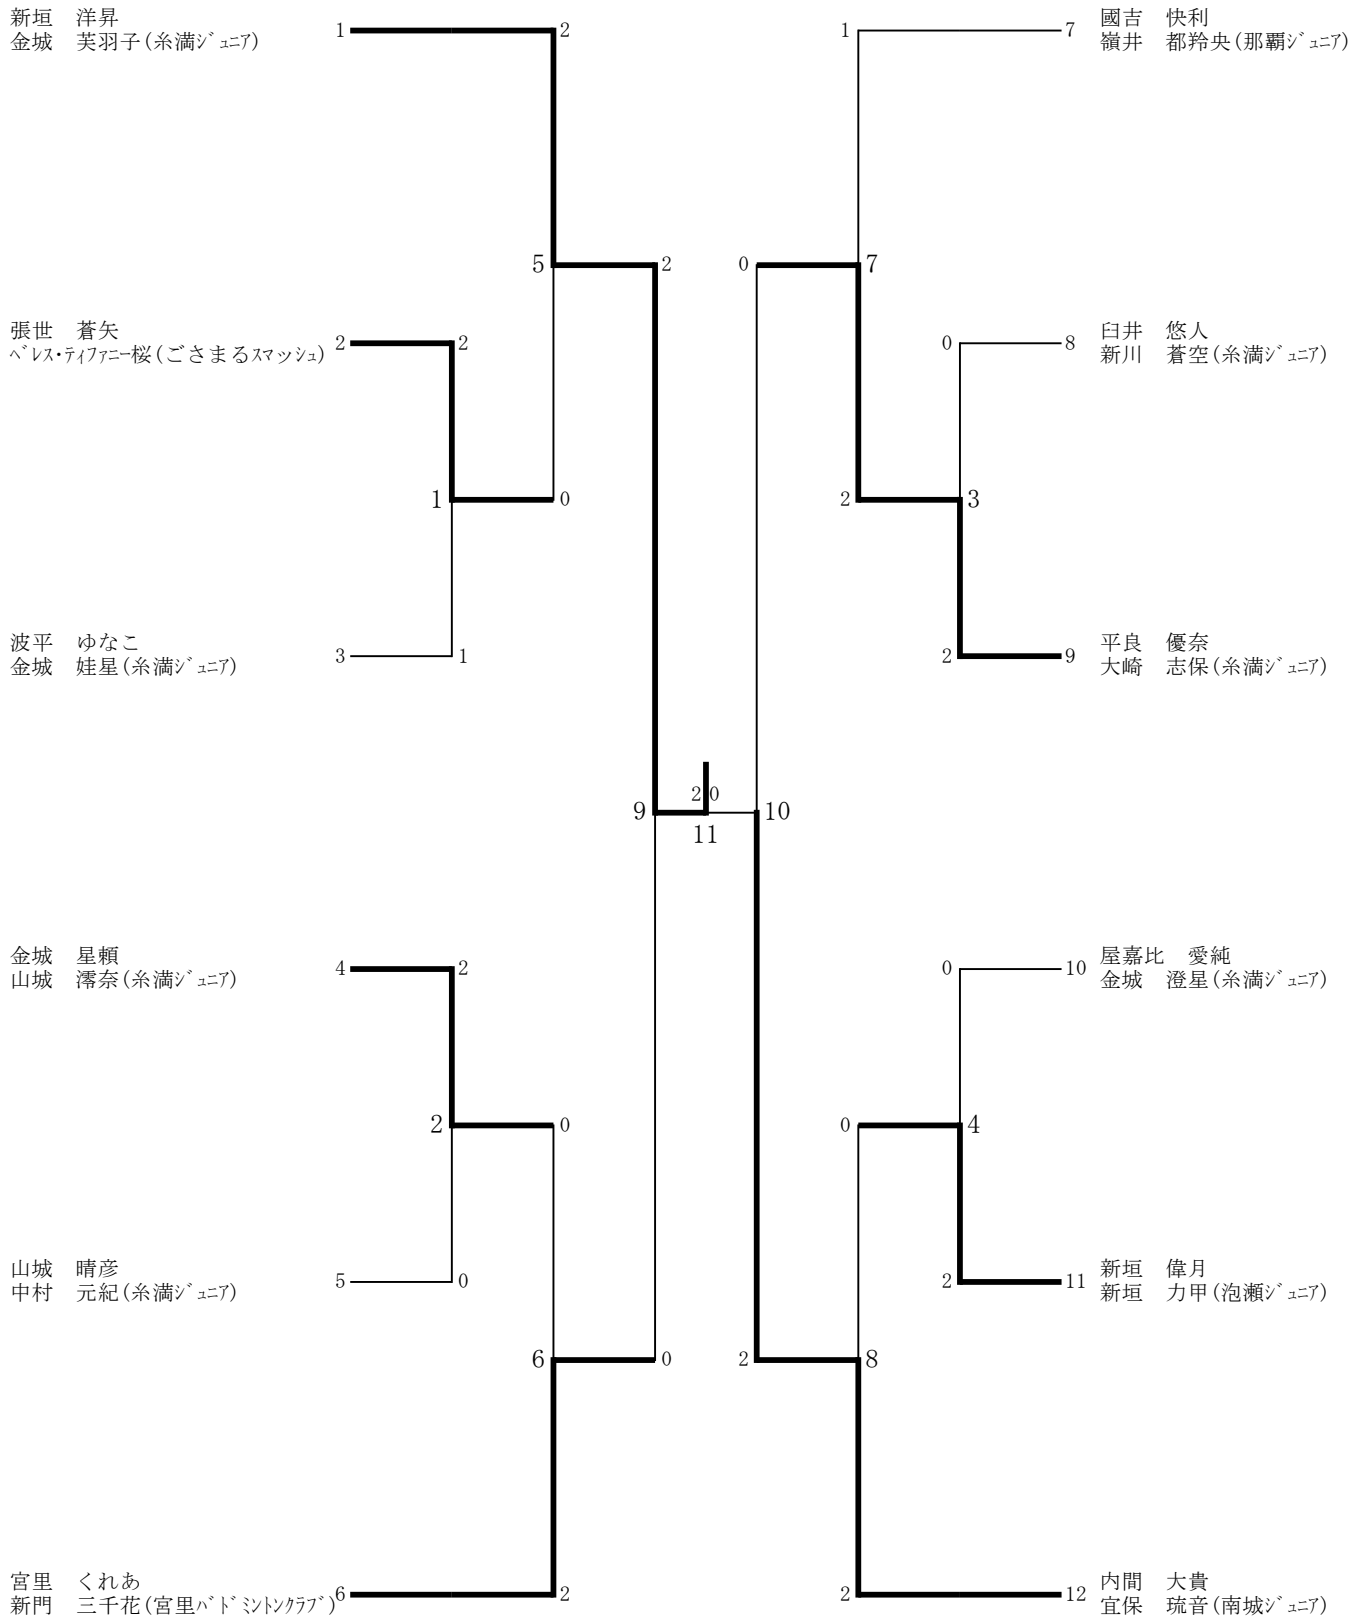 新垣　洋昇
金城　芙羽子(糸満ｼﾞｭﾆｱ)
1
2
國吉　快利
嶺井　都羚央(那覇ｼﾞｭﾆｱ)
1
7
5
2
0
7
張世　蒼矢
ﾍﾞﾚｽ･ﾃｨﾌｧﾆｰ桜(ごさまるｽﾏｯｼｭ)
2
2
臼井　悠人
新川　蒼空(糸満ｼﾞｭﾆｱ)
0
8
1
0
2
3
波平　ゆなこ
金城　娃星(糸満ｼﾞｭﾆｱ)
3
1
平良　優奈
大崎　志保(糸満ｼﾞｭﾆｱ)
2
9
2 0
9
10
11
金城　星頼
山城　澪奈(糸満ｼﾞｭﾆｱ)
4
2
屋嘉比　愛純
金城　澄星(糸満ｼﾞｭﾆｱ)
0
10
2
0
0
4
山城　晴彦
中村　元紀(糸満ｼﾞｭﾆｱ)
5
0
新垣　偉月
新垣　力甲(泡瀬ｼﾞｭﾆｱ)
2
11
6
0
2
8
宮里　くれあ
新門　三千花(宮里ﾊﾞﾄﾞﾐﾝﾄﾝｸﾗﾌﾞ)
6
2
内間　大貴
宜保　琉音(南城ｼﾞｭﾆｱ)
2
12